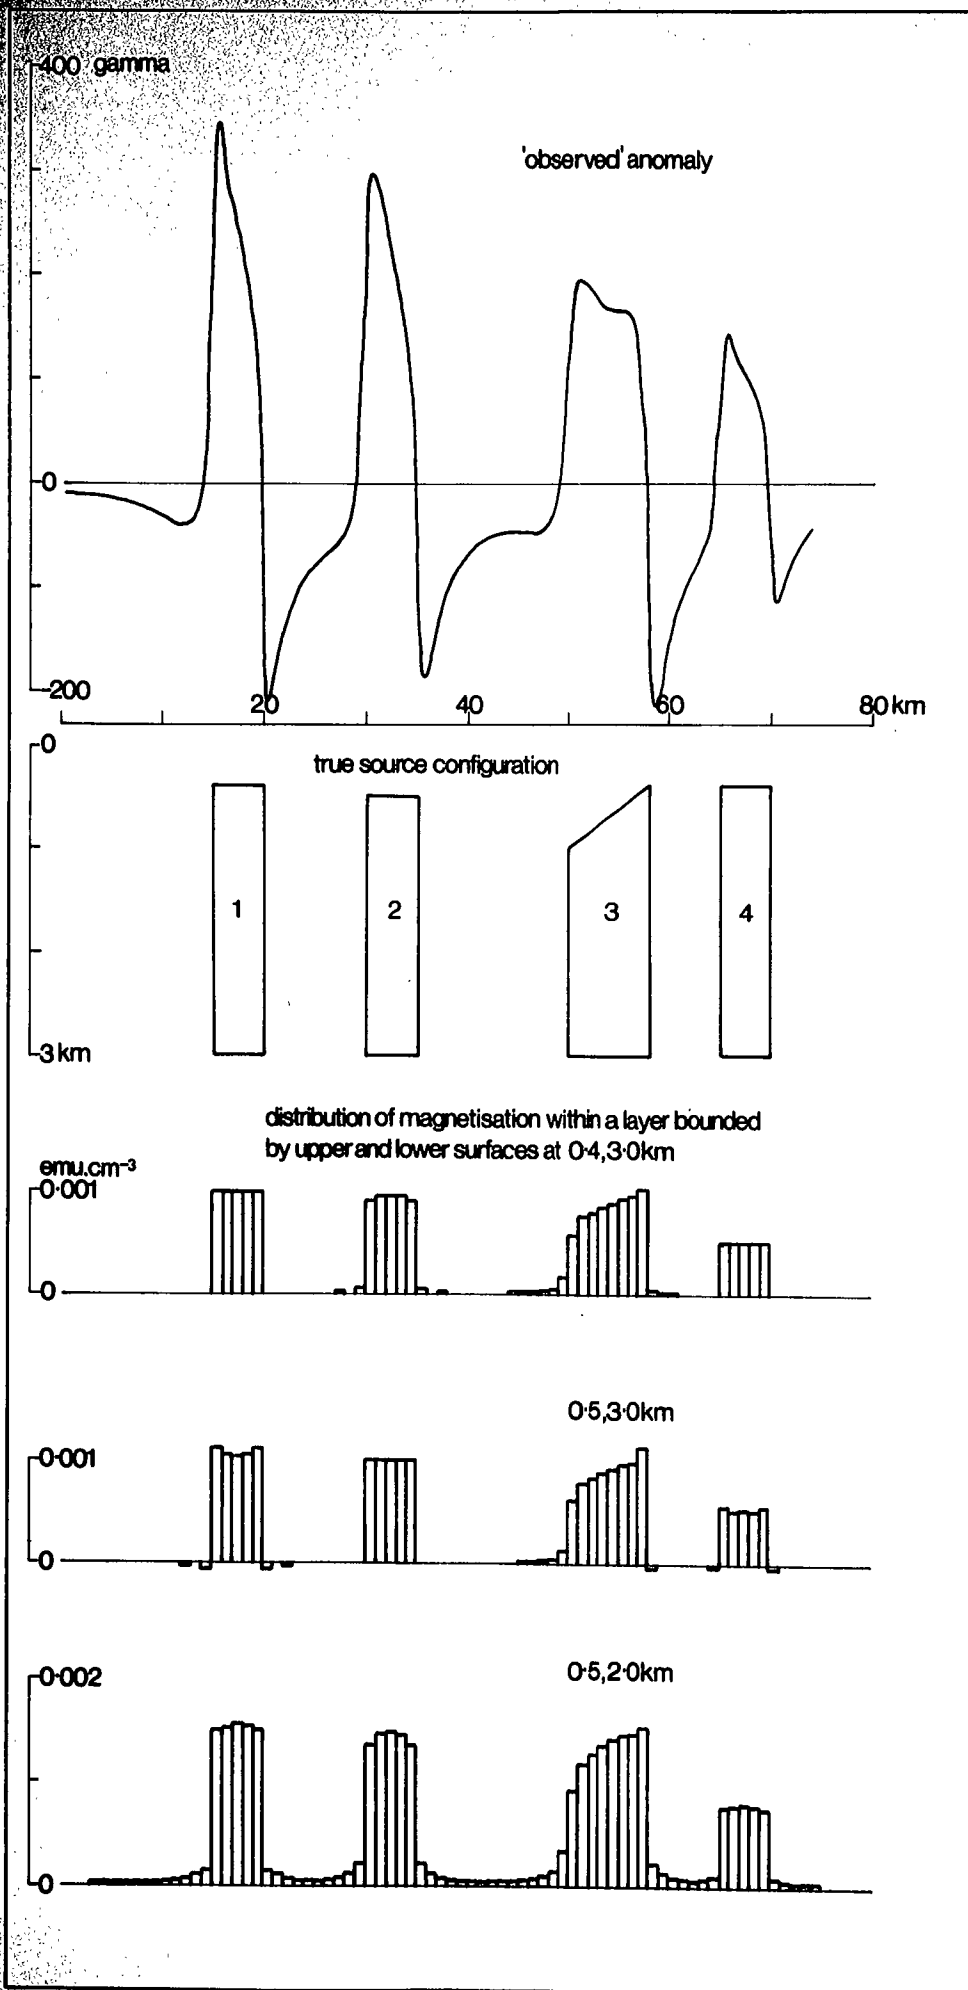 400 gamma
'observed' anomaly
0
-200
20
40
60
80 km
0
true source configuration
1
2
3
4
3 km
distribution of magnetisation within a layer bounded
by upper and lower surfaces at 0·4,3·0km
emu.cm⁻³
0·001
0
0·5,3·0km
0·001
0
0·5,2·0km
0·002
0